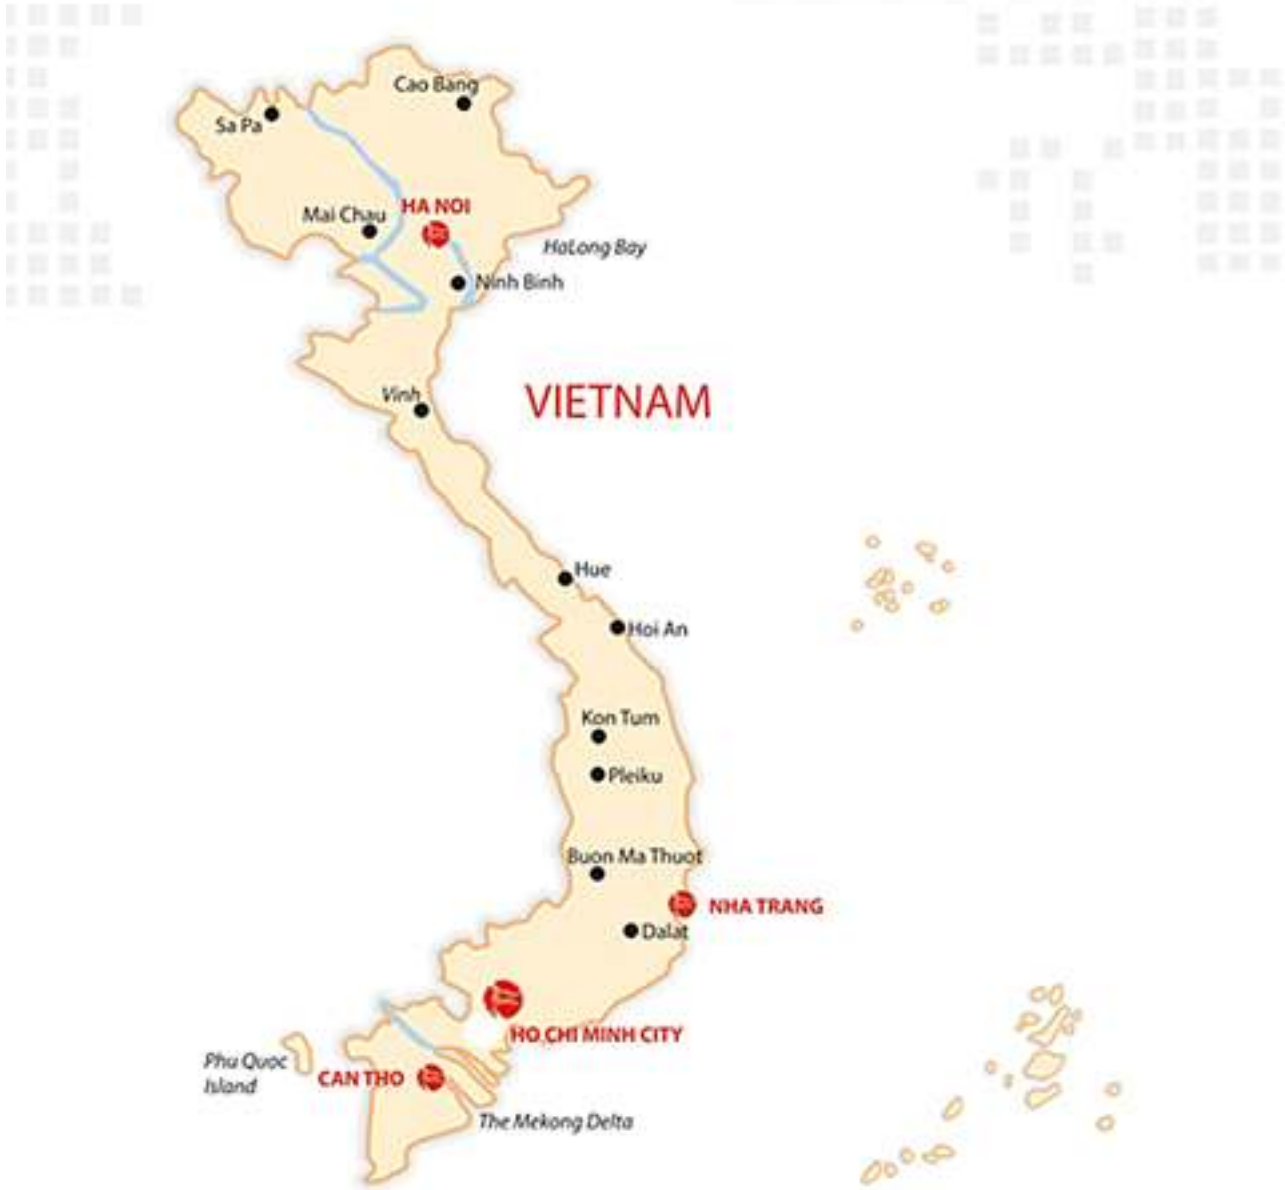 Cao Bang
Sa Pa
Mai Chau
HA NOI
HaLong Bay
Ninh Binh
Vinh
VIETNAM
Hue
Hoi An
Kon Tum
Pleiku
Buon Ma Thuot
NHA TRANG
Dalat
HO CHI MINH CITY
Phu Quoc
Island
CAN THO
The Mekong Delta